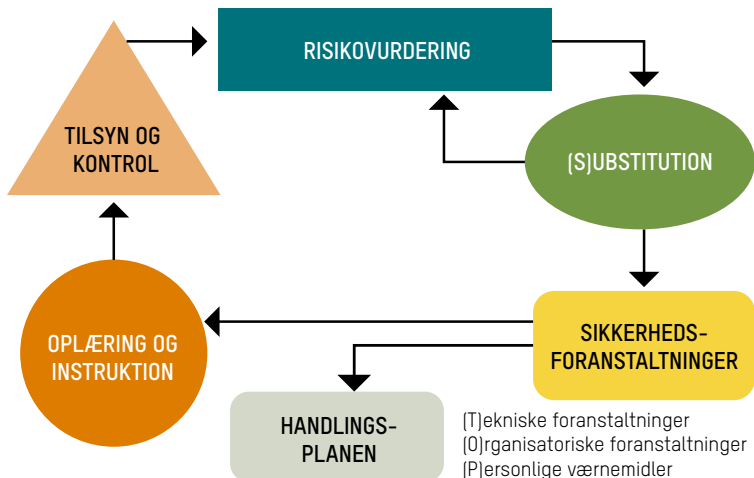 RISIKOVURDERING
TILSYN OG
KONTROL
(S)UBSTITUTION
OPLÆRING OG
INSTRUKTION
SIKKERHEDS-
FORANSTALTNINGER
HANDLINGS-
PLANEN
(T)ekniske foranstaltninger
(O)rganisatoriske foranstaltninger
(P)ersonlige værnemidler